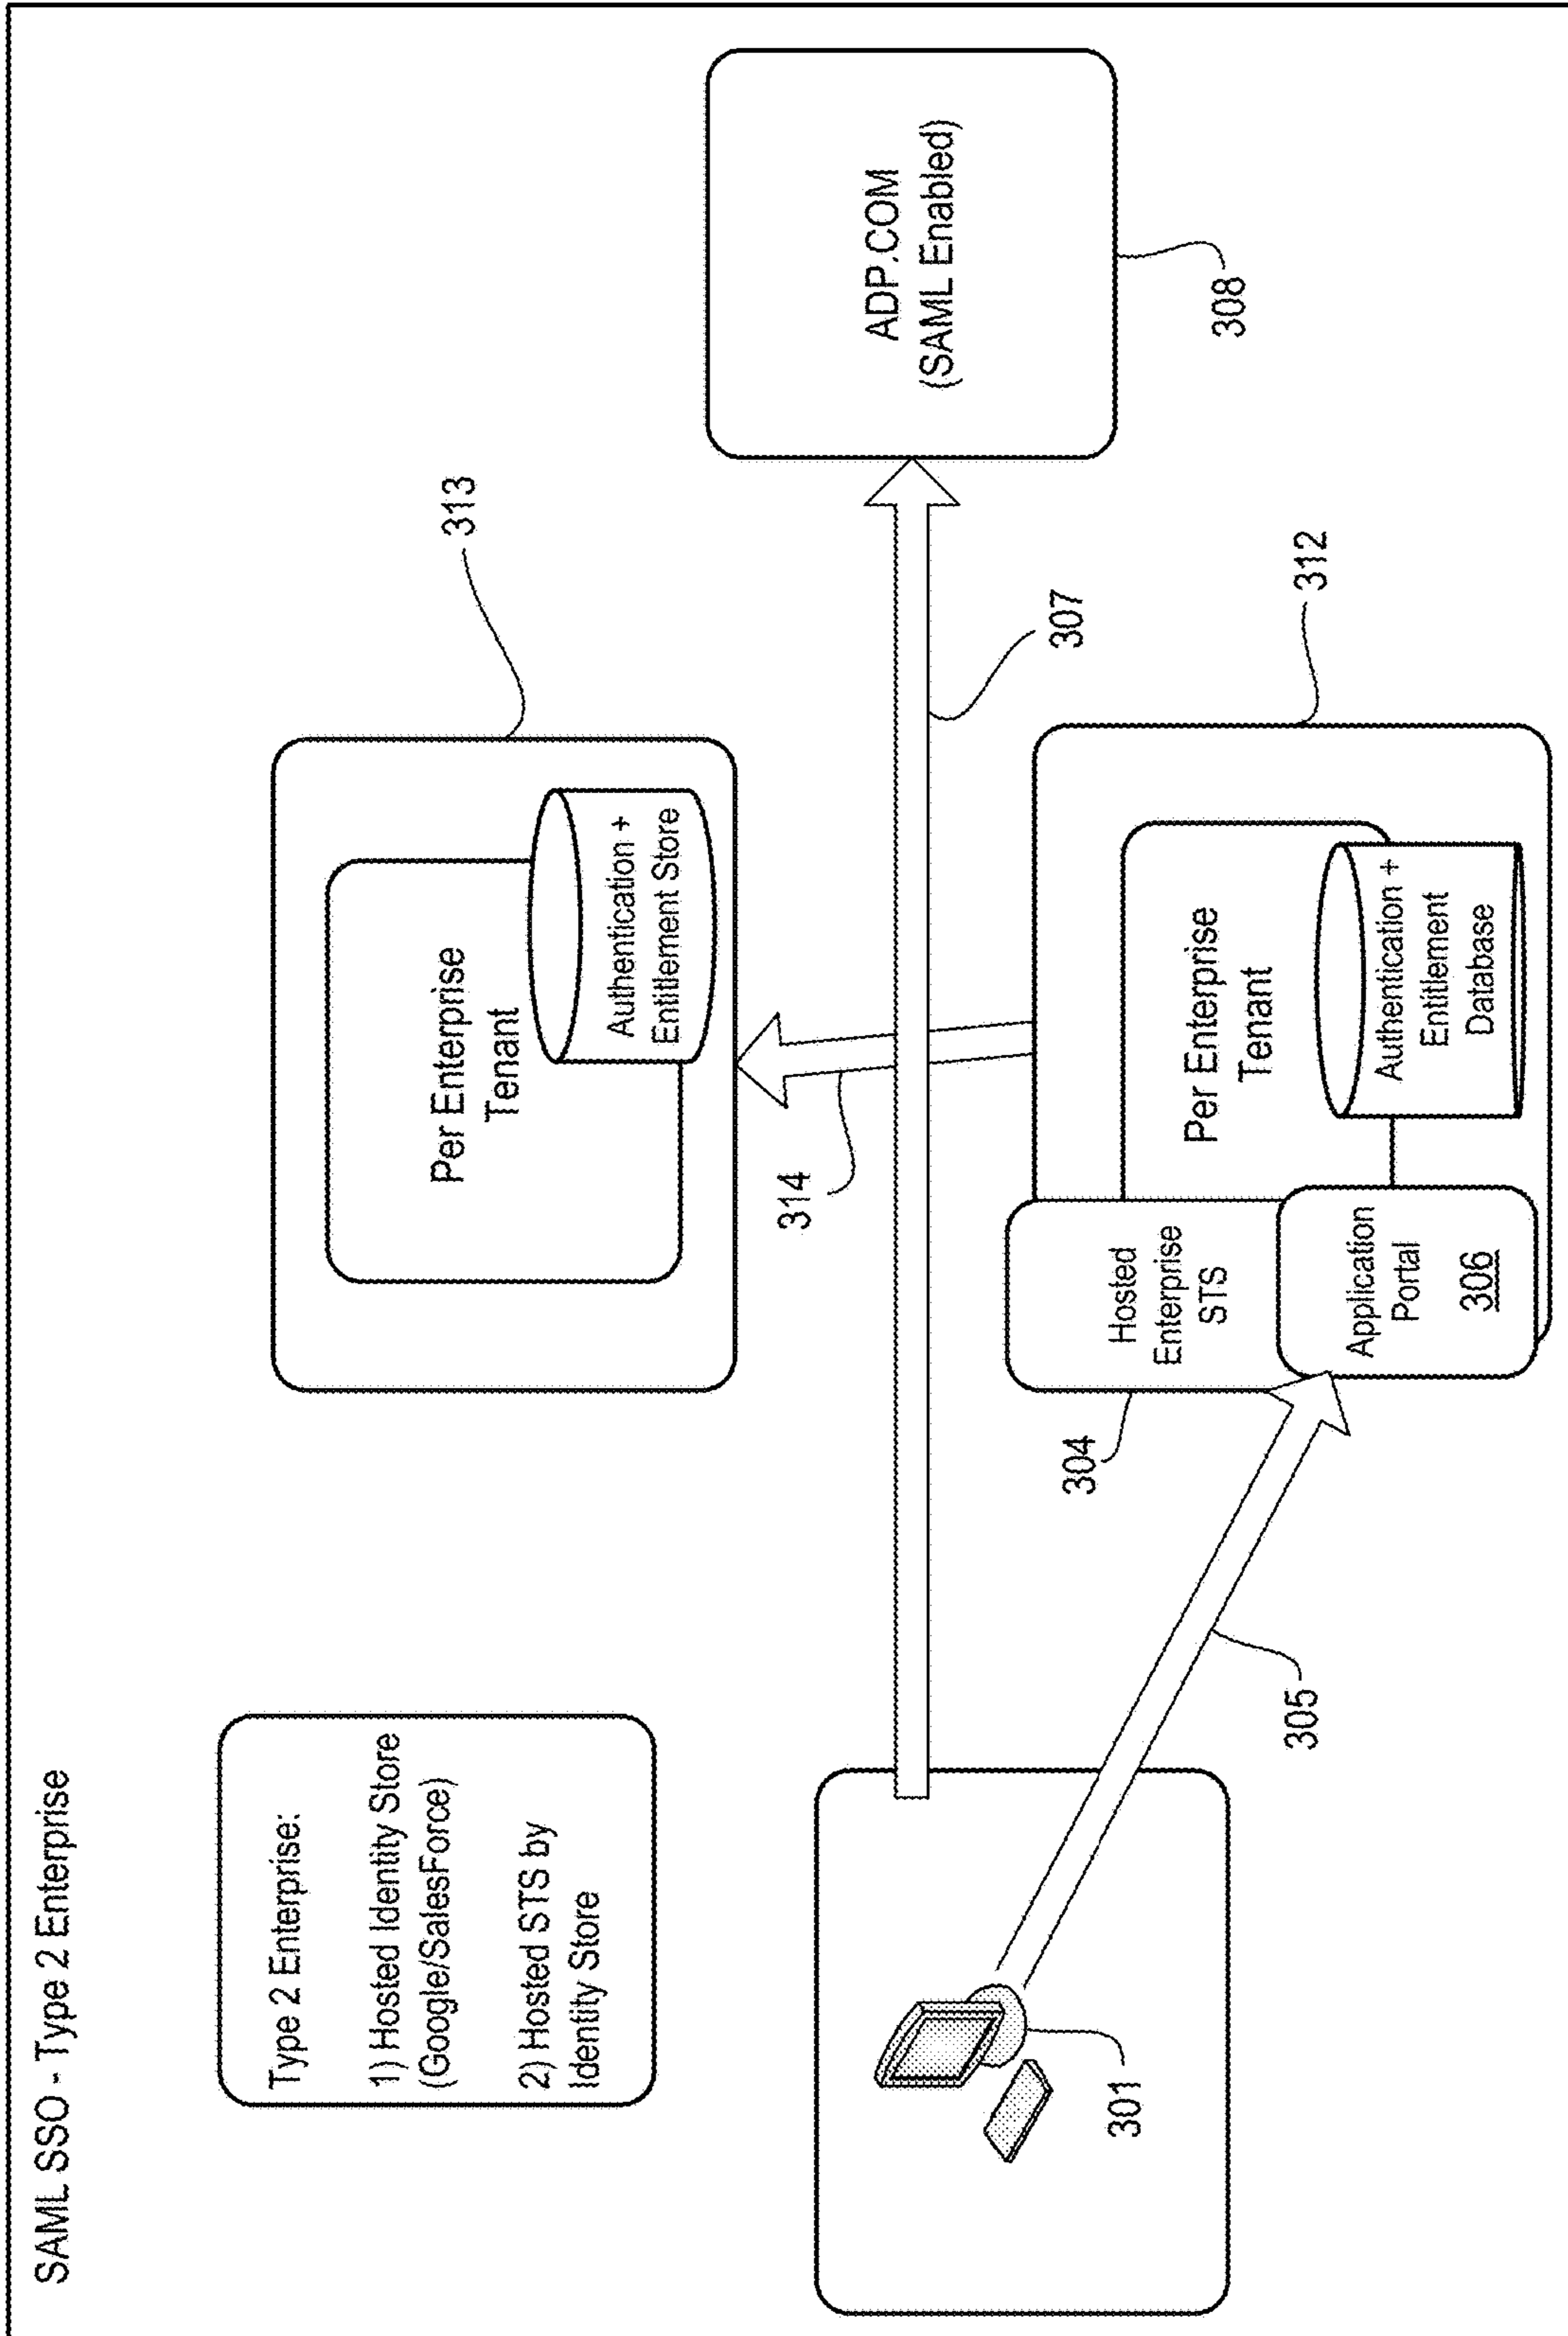 SAML SSO - Type 2 Enterprise
Type 2 Enterprise:
1) Hosted Identity Store
(Google/SalesForce)
2) Hosted STS by
Identity Store
313
Per Enterprise
Tenant
Authentication +
Entitlement Store
ADP.COM
(SAML Enabled)
308
307
314
301
305
304
Hosted
Enterprise
STS
Application
Portal
306
312
Per Enterprise
Tenant
Authentication +
Entitlement
Database